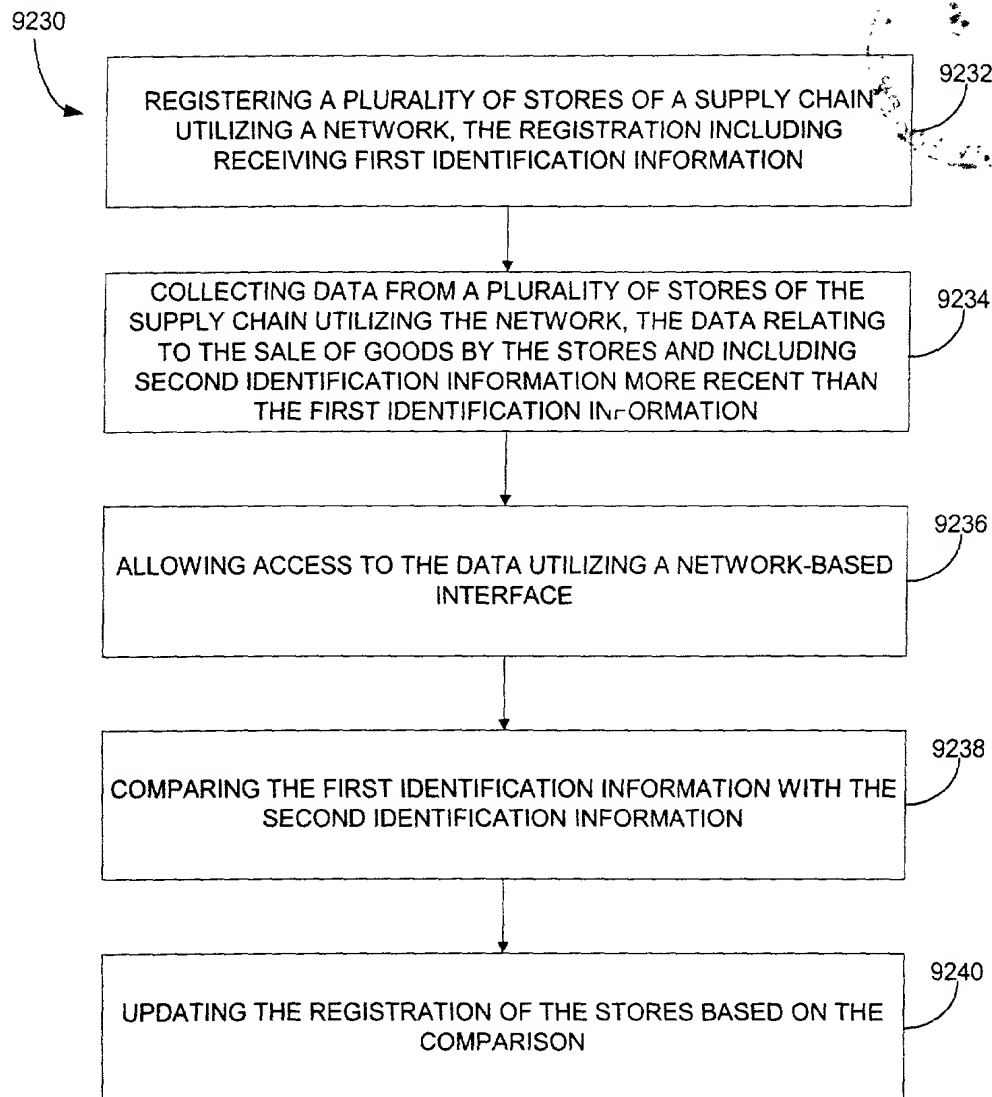 9230
9232
REGISTERING A PLURALITY OF STORES OF A SUPPLY CHAIN
UTILIZING A NETWORK, THE REGISTRATION INCLUDING
RECEIVING FIRST IDENTIFICATION INFORMATION
9234
COLLECTING DATA FROM A PLURALITY OF STORES OF THE
SUPPLY CHAIN UTILIZING THE NETWORK, THE DATA RELATING
TO THE SALE OF GOODS BY THE STORES AND INCLUDING
SECOND IDENTIFICATION INFORMATION MORE RECENT THAN
THE FIRST IDENTIFICATION INFORMATION
9236
ALLOWING ACCESS TO THE DATA UTILIZING A NETWORK-BASED
INTERFACE
9238
COMPARING THE FIRST IDENTIFICATION INFORMATION WITH THE
SECOND IDENTIFICATION INFORMATION
9240
UPDATING THE REGISTRATION OF THE STORES BASED ON THE
COMPARISON